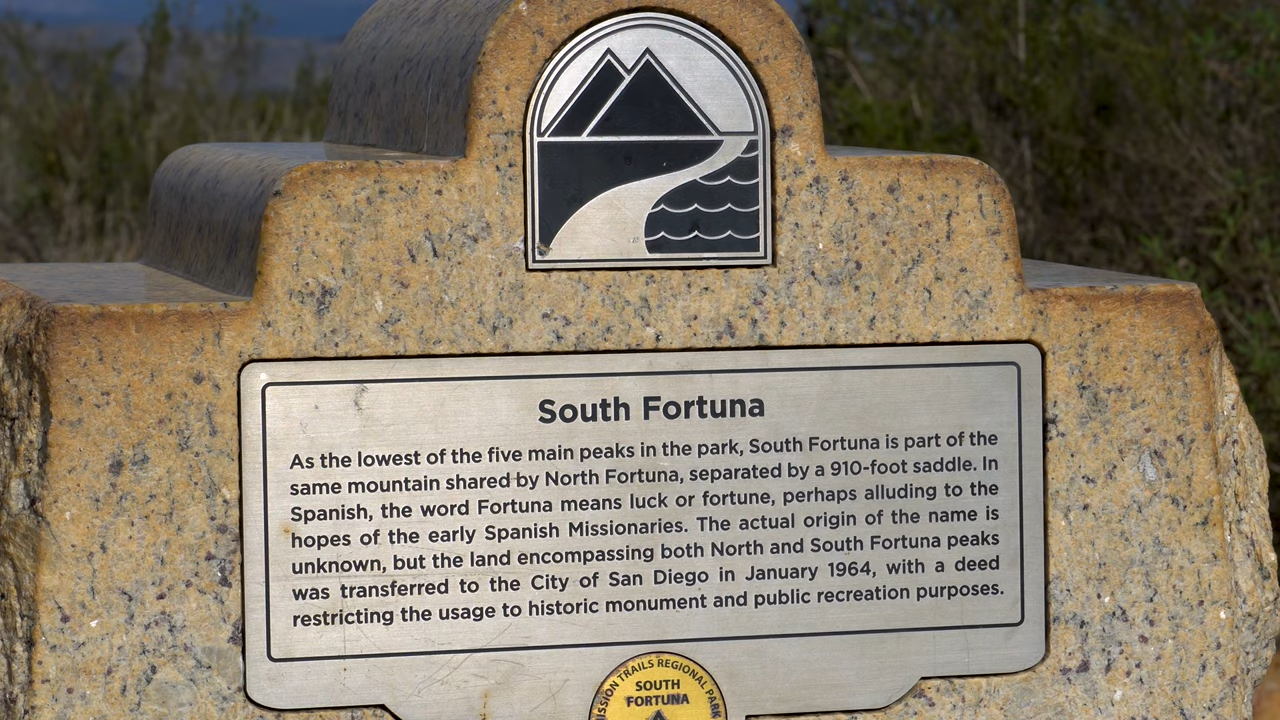 South Fortuna
As the lowest of the five main peaks in the park, South Fortuna is part of the
same mountain shared by North Fortuna, separated by a 910-foot saddle. In
Spanish, the word Fortuna means luck or fortune, perhaps alluding to the
hopes of the early Spanish Missionaries. The actual origin of the name is
unknown, but the land encompassing both North and South Fortuna peaks
was transferred to the City of San Diego in January 1964, with a deed
restricting the usage to historic monument and public recreation purposes.
TRAILS REGIONAL PARK
SOUTH
FORTUNA